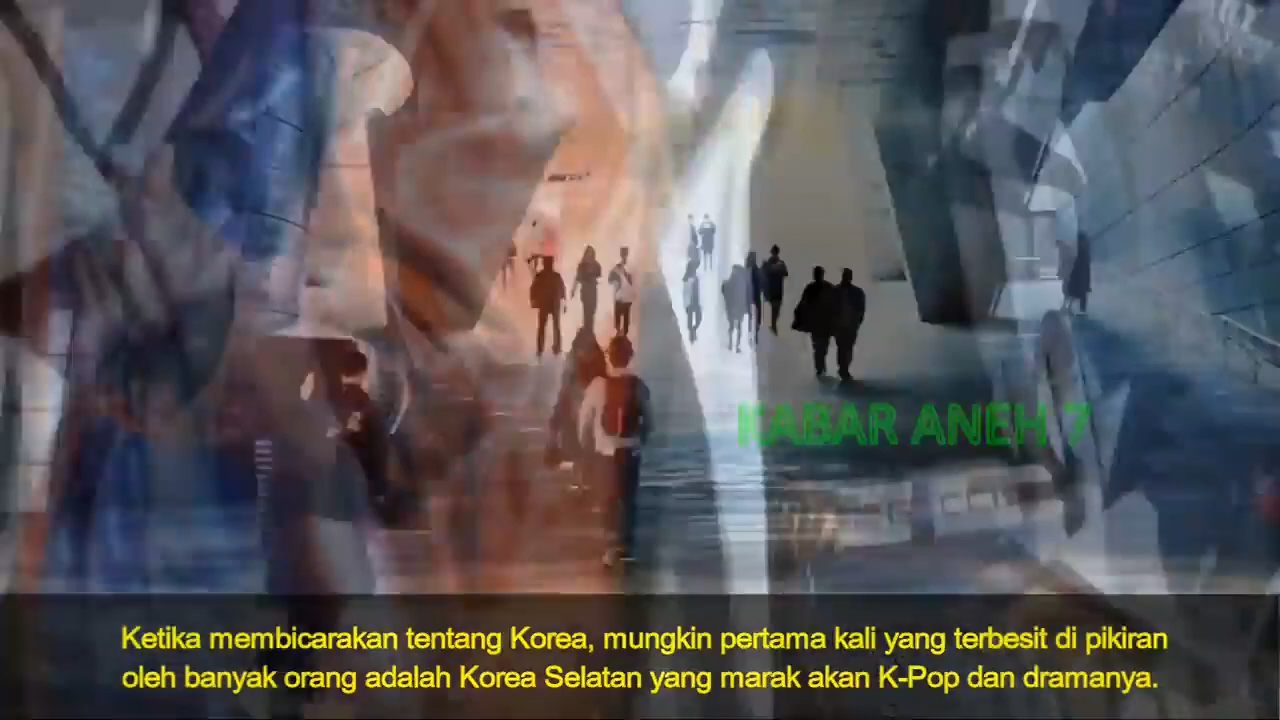 KABAR ANEH 7
Ketika membicarakan tentang Korea, mungkin pertama kali yang terbesit di pikiran
oleh banyak orang adalah Korea Selatan yang marak akan K-Pop dan dramanya.